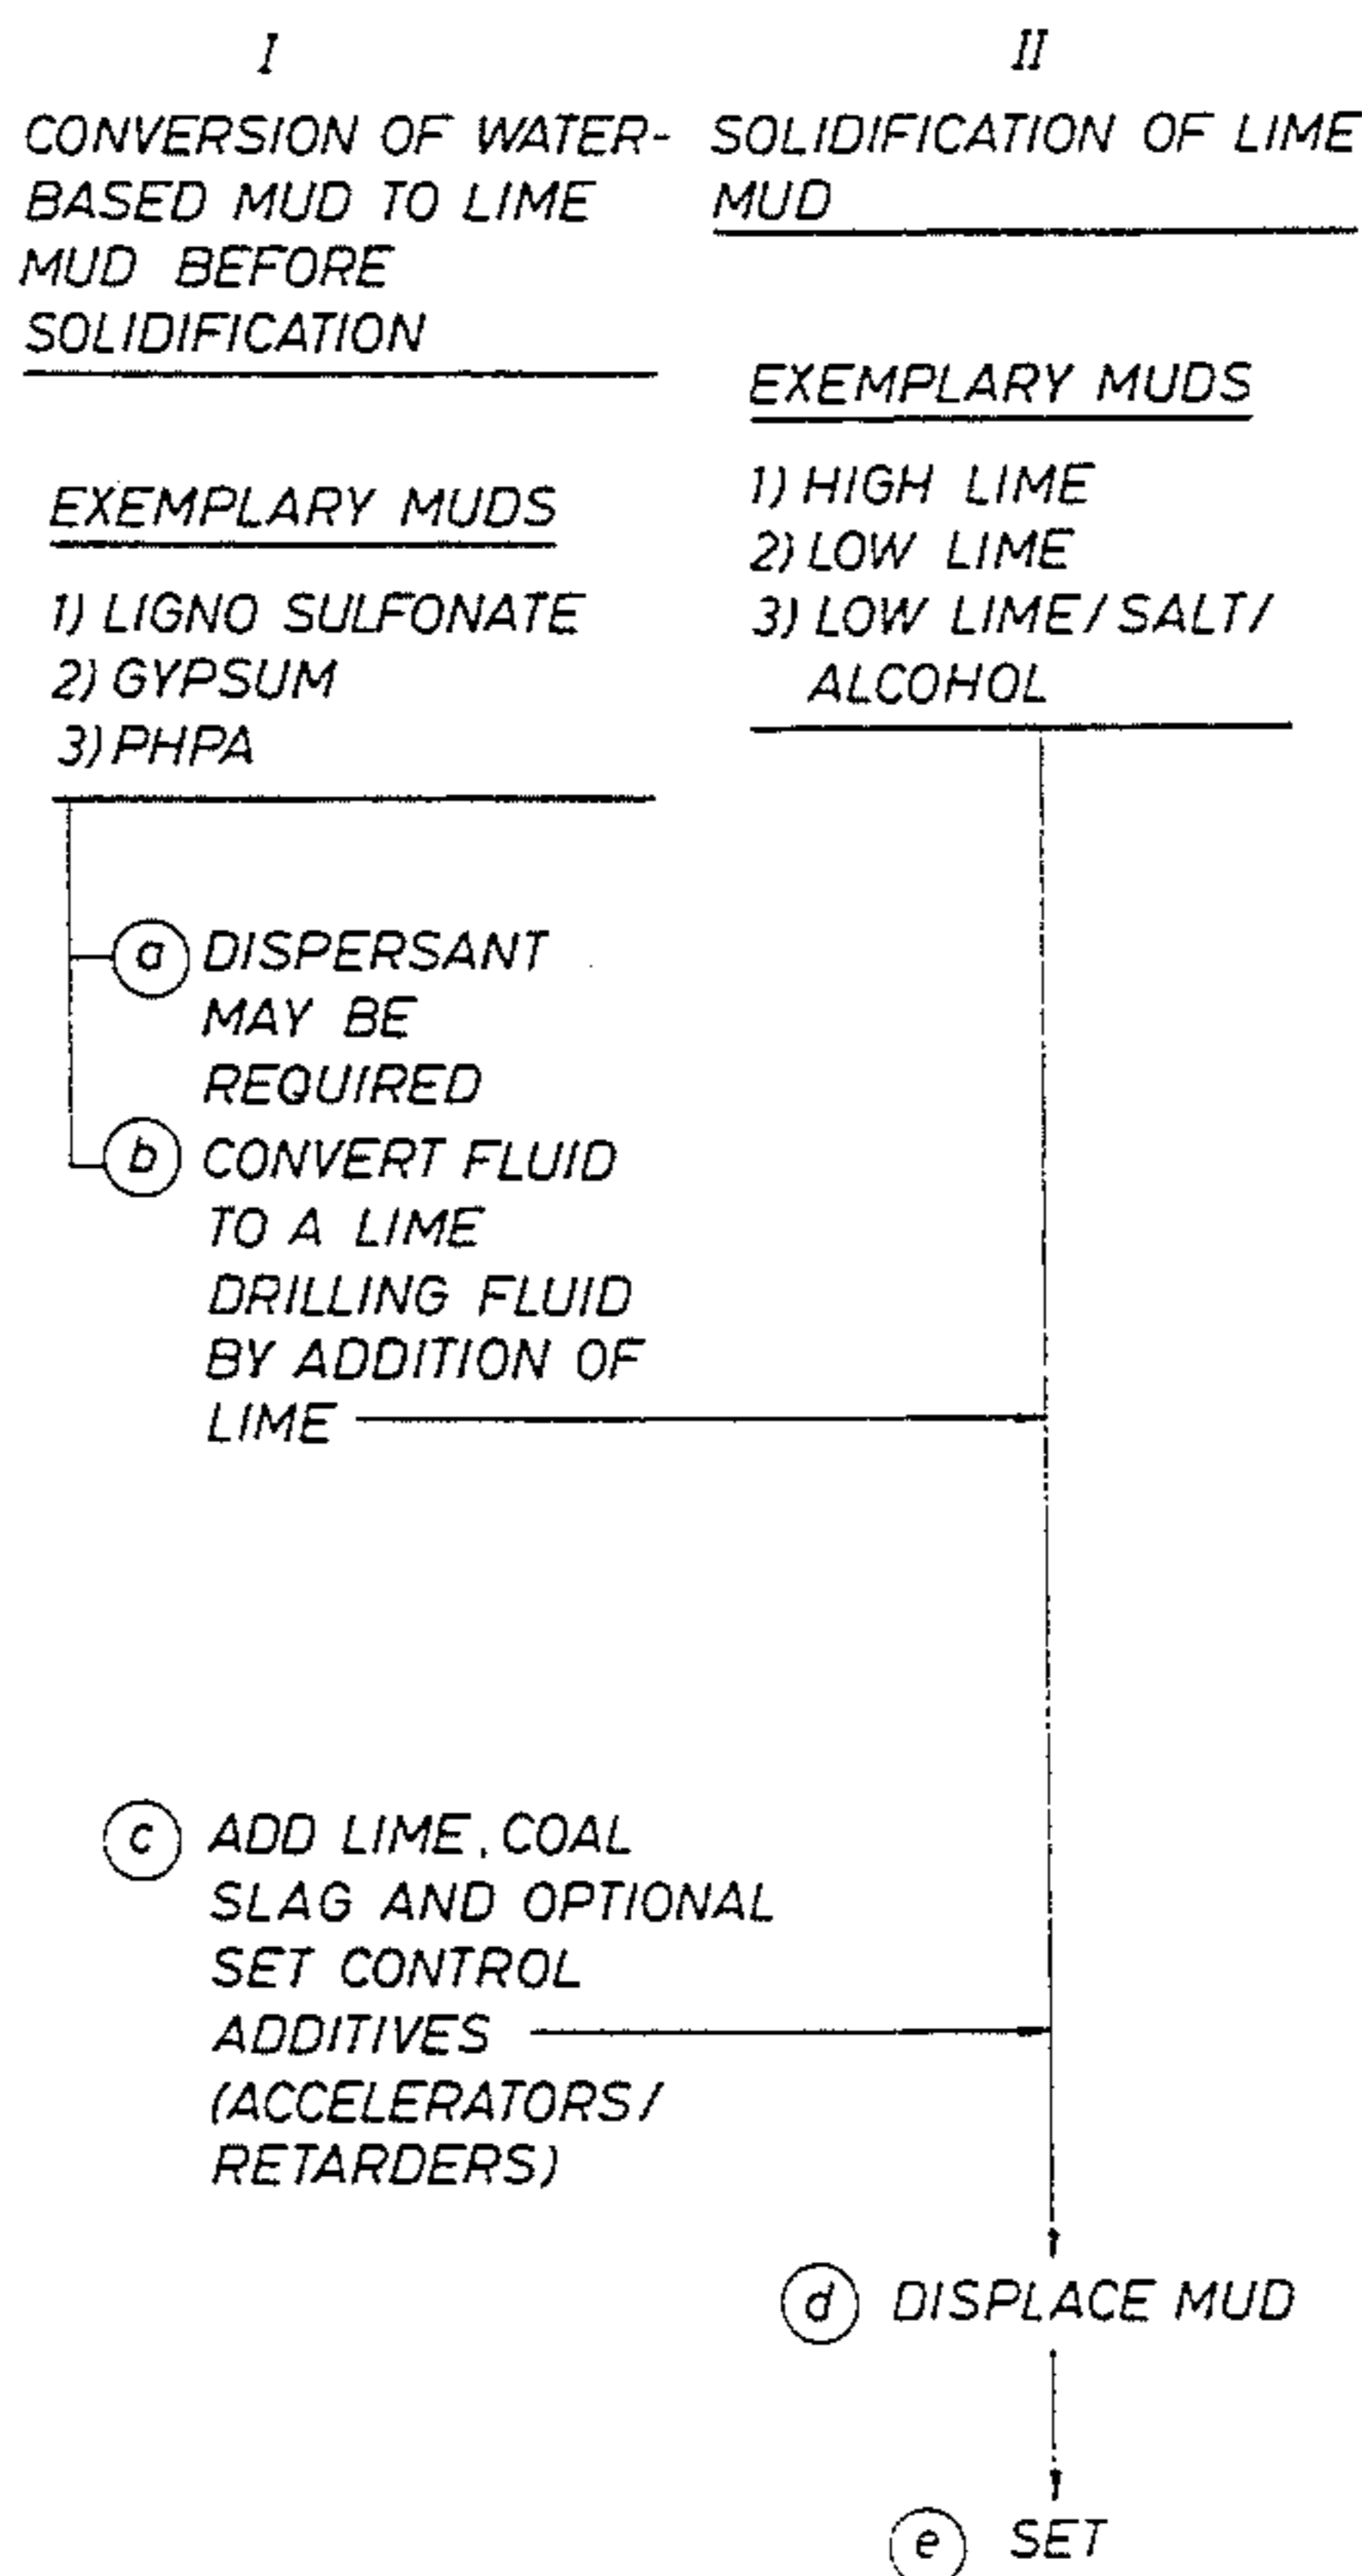 I
CONVERSION OF WATER-
BASED MUD TO LIME
MUD BEFORE
SOLIDIFICATION
EXEMPLARY MUDS
1) LIGNO SULFONATE
2) GYPSUM
3) PHPA
II
SOLIDIFICATION OF LIME
MUD
EXEMPLARY MUDS
1) HIGH LIME
2) LOW LIME
3) LOW LIME/SALT/
ALCOHOL
a DISPERSANT
MAY BE
REQUIRED
b CONVERT FLUID
TO A LIME
DRILLING FLUID
BY ADDITION OF
LIME
c ADD LIME, COAL
SLAG AND OPTIONAL
SET CONTROL
ADDITIVES
(ACCELERATORS/
RETARDERS)
d DISPLACE MUD
e SET